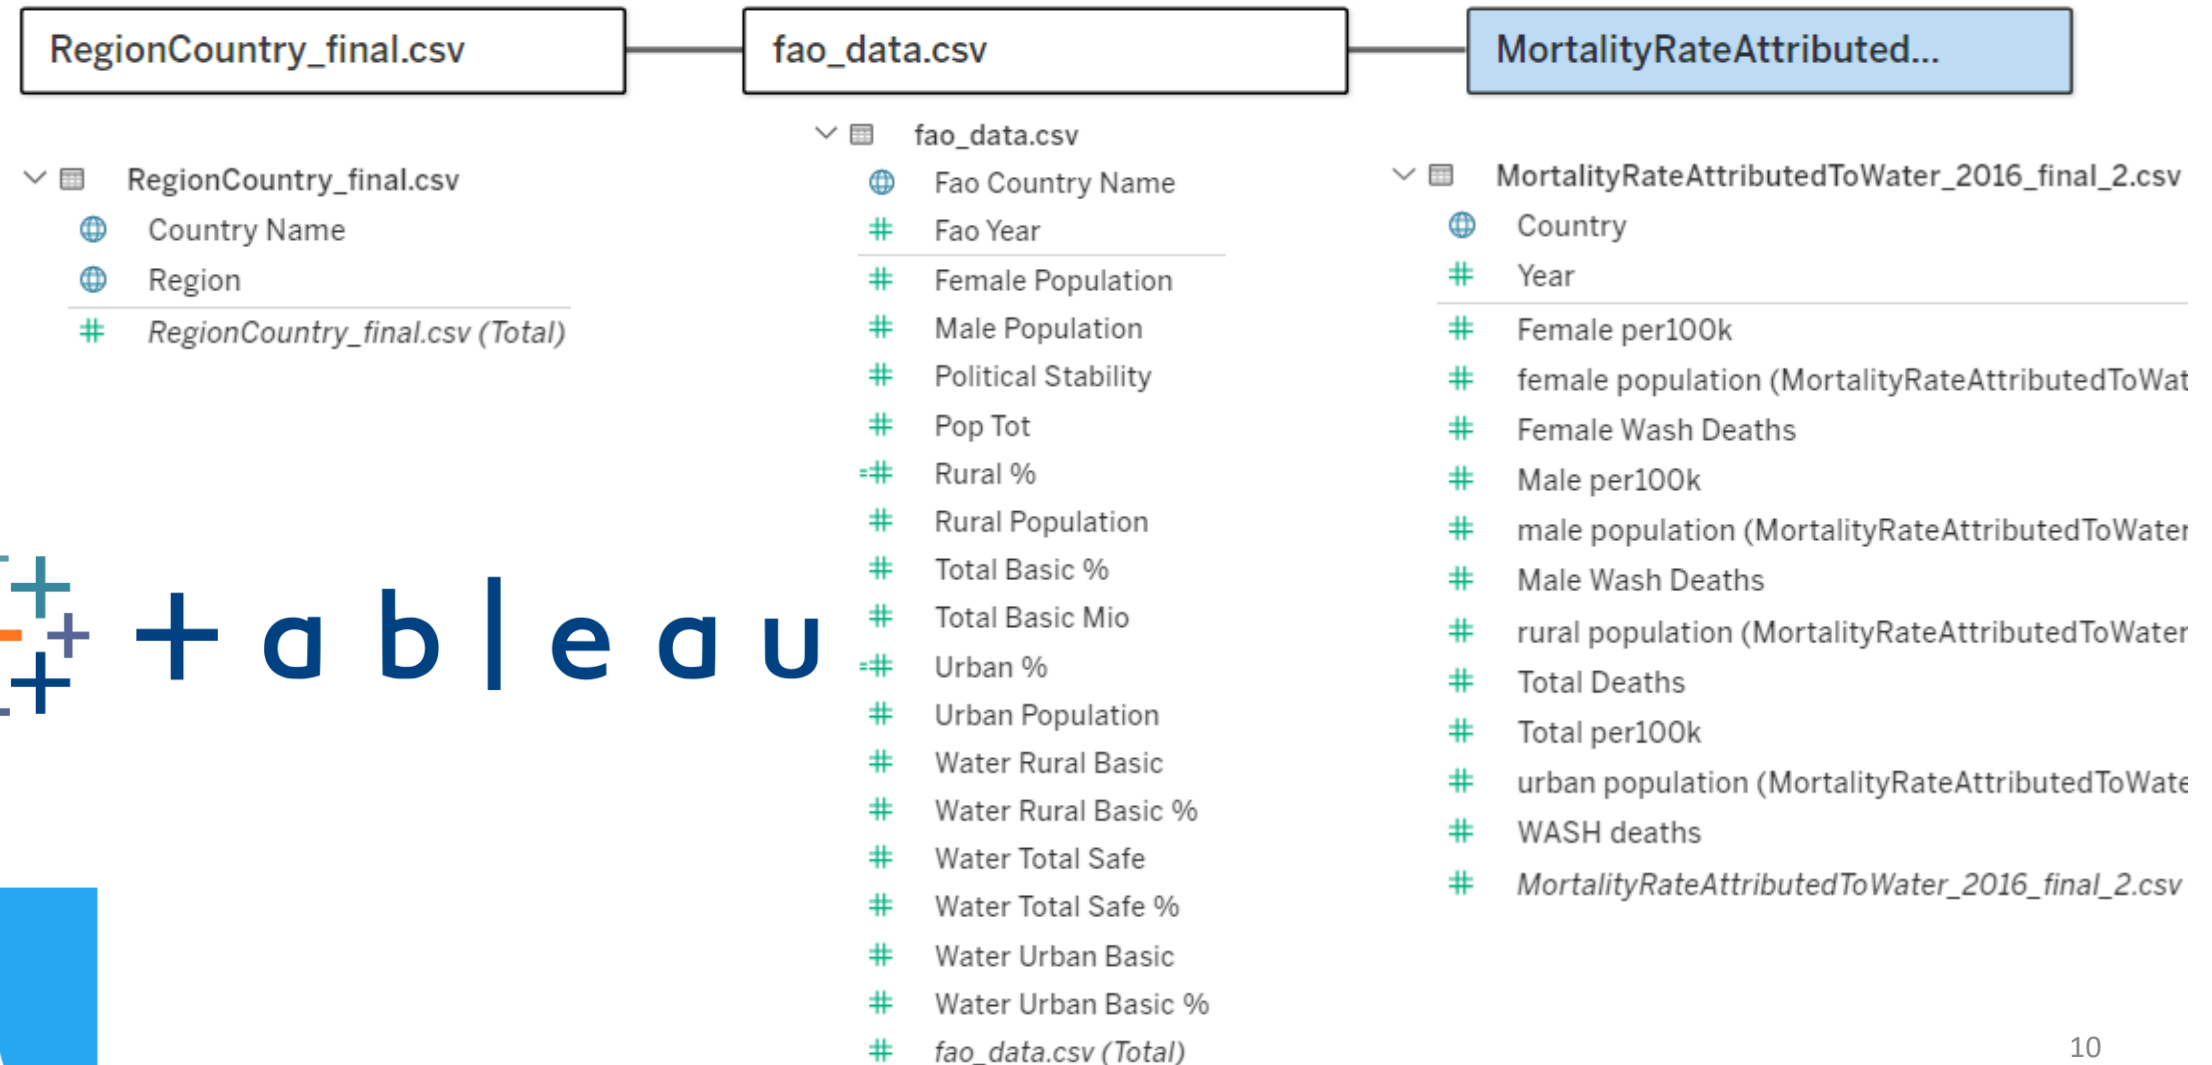 RegionCountry_final.csv
fao_data.csv
MortalityRateAttributed...
RegionCountry_final.csv
Country Name
Region
RegionCountry_final.csv (Total)
fao_data.csv
Fao Country Name
Fao Year
Female Population
Male Population
Political Stability
Pop Tot
Rural %
Rural Population
Total Basic %
Total Basic Mio
Urban %
Urban Population
Water Rural Basic
Water Rural Basic %
Water Total Safe
Water Total Safe %
Water Urban Basic
Water Urban Basic %
fao_data.csv (Total)
MortalityRateAttributedToWater_2016_final_2.csv
Country
Year
Female per100k
female population (MortalityRateAttributedToWat
Female Wash Deaths
Male per100k
male population (MortalityRateAttributedToWater
Male Wash Deaths
rural population (MortalityRateAttributedToWater
Total Deaths
Total per100k
urban population (MortalityRateAttributedToWate
WASH deaths
MortalityRateAttributedToWater_2016_final_2.csv
tableau
10